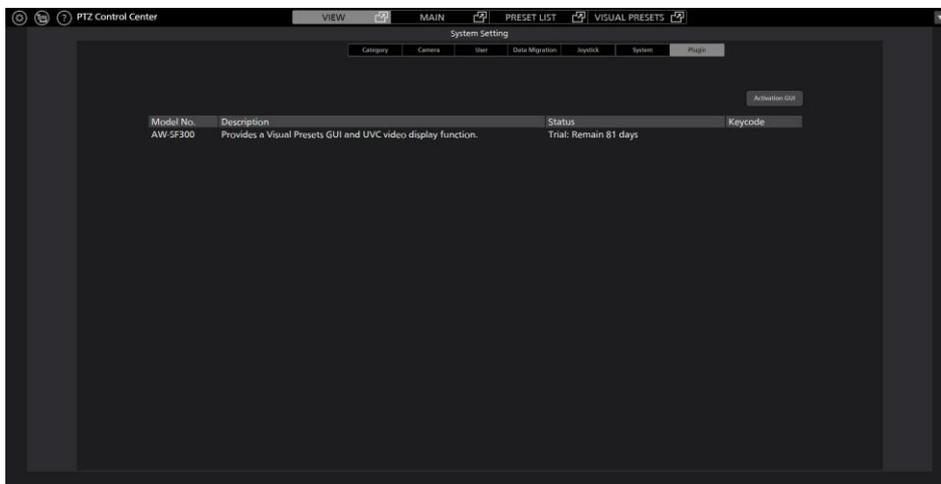 PTZ Control Center VIEW MAIN PRESET LIST VISUAL PRESETS
System Setting
Category Camera User Data Migration Joystick System Plugin
Activation GUI
Model No. Description Status Keycode
AW-SF300 Provides a Visual Presets GUI and UVC video display function. Trial: Remain 81 days